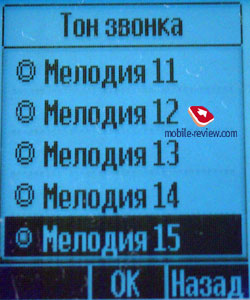 Тон звонка
Мелодия 11
Мелодия 12
mobile-review.com
Мелодия 13
Мелодия 14
Мелодия 15
OK Назад